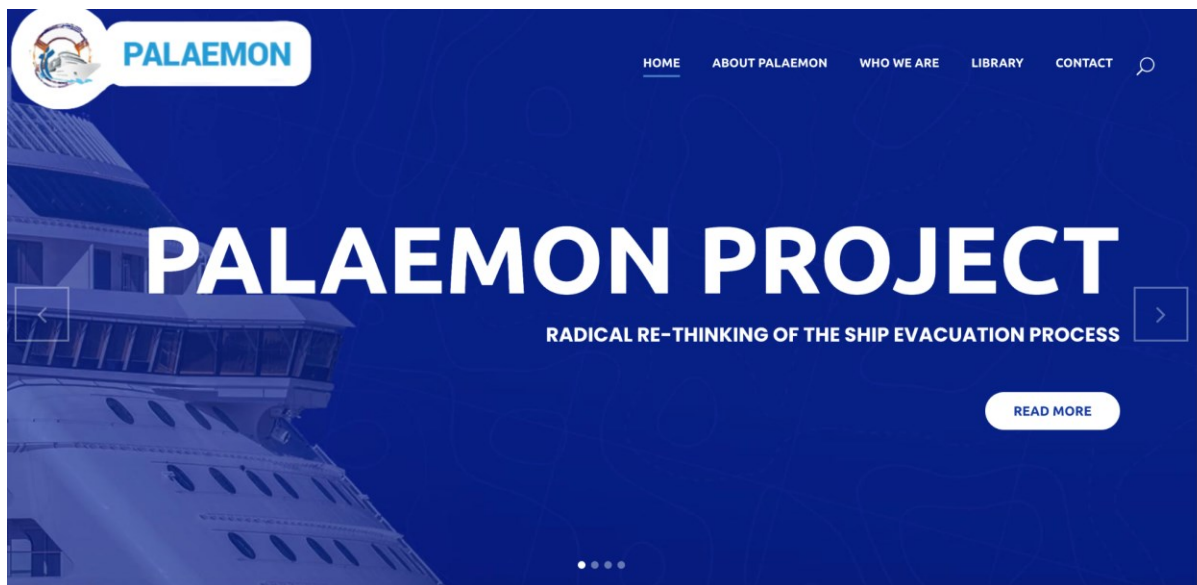 PALAEMON
HOME ABOUT PALAEMON WHO WE ARE LIBRARY CONTACT
PALAEMON PROJECT
RADICAL RE-THINKING OF THE SHIP EVACUATION PROCESS
READ MORE